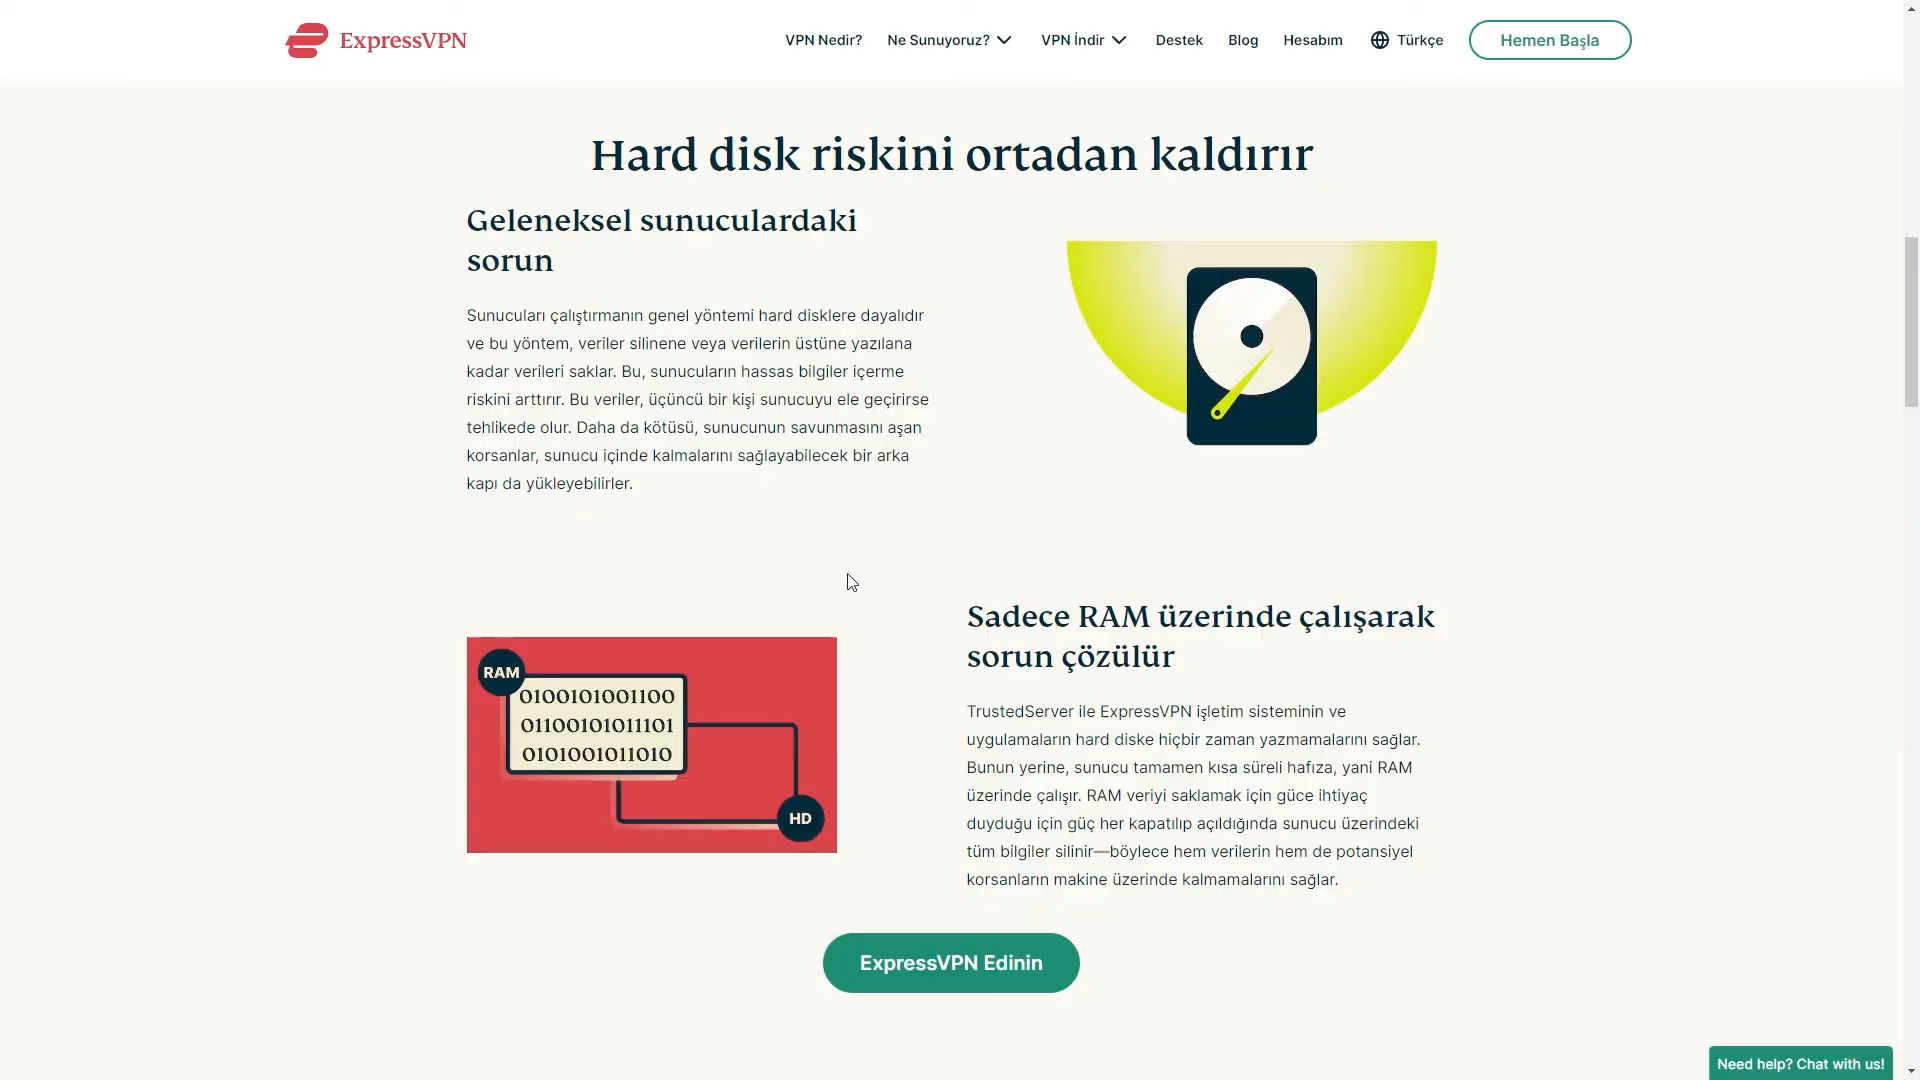 ExpressVPN
VPN Nedir?
Ne Sunuyoruz?
VPN İndir
Destek
Blog
Hesabım
Türkçe
Hemen Başla
Hard disk riskini ortadan kaldırır
Geleneksel sunuculardaki
sorun
Sunucuları çalıştırmanın genel yöntemi hard disklere dayalıdır
ve bu yöntem, veriler silinene veya verilerin üstüne yazılana
kadar verileri saklar. Bu, sunucuların hassas bilgiler içerme
riskini arttırır. Bu veriler, üçüncü bir kişi sunucuyu ele geçirirse
tehlikede olur. Daha da kötüsü, sunucunun savunmasını aşan
korsanlar, sunucu içinde kalmalarını sağlayabilecek bir arka
kapı da yükleyebilirler.
RAM
0100101001100
01100101011101
0101001011010
HD
Sadece RAM üzerinde çalışarak
sorun çözülür
TrustedServer ile ExpressVPN işletim sisteminin ve
uygulamaların hard diske hiçbir zaman yazmamalarını sağlar.
Bunun yerine, sunucu tamamen kısa süreli hafıza, yani RAM
üzerinde çalışır. RAM veriyi saklamak için güce ihtiyaç
duyduğu için güç her kapatılıp açıldığında sunucu üzerindeki
tüm bilgiler silinir—böylece hem verilerin hem de potansiyel
korsanların makine üzerinde kalmamalarını sağlar.
ExpressVPN Edinin
Need help? Chat with us!